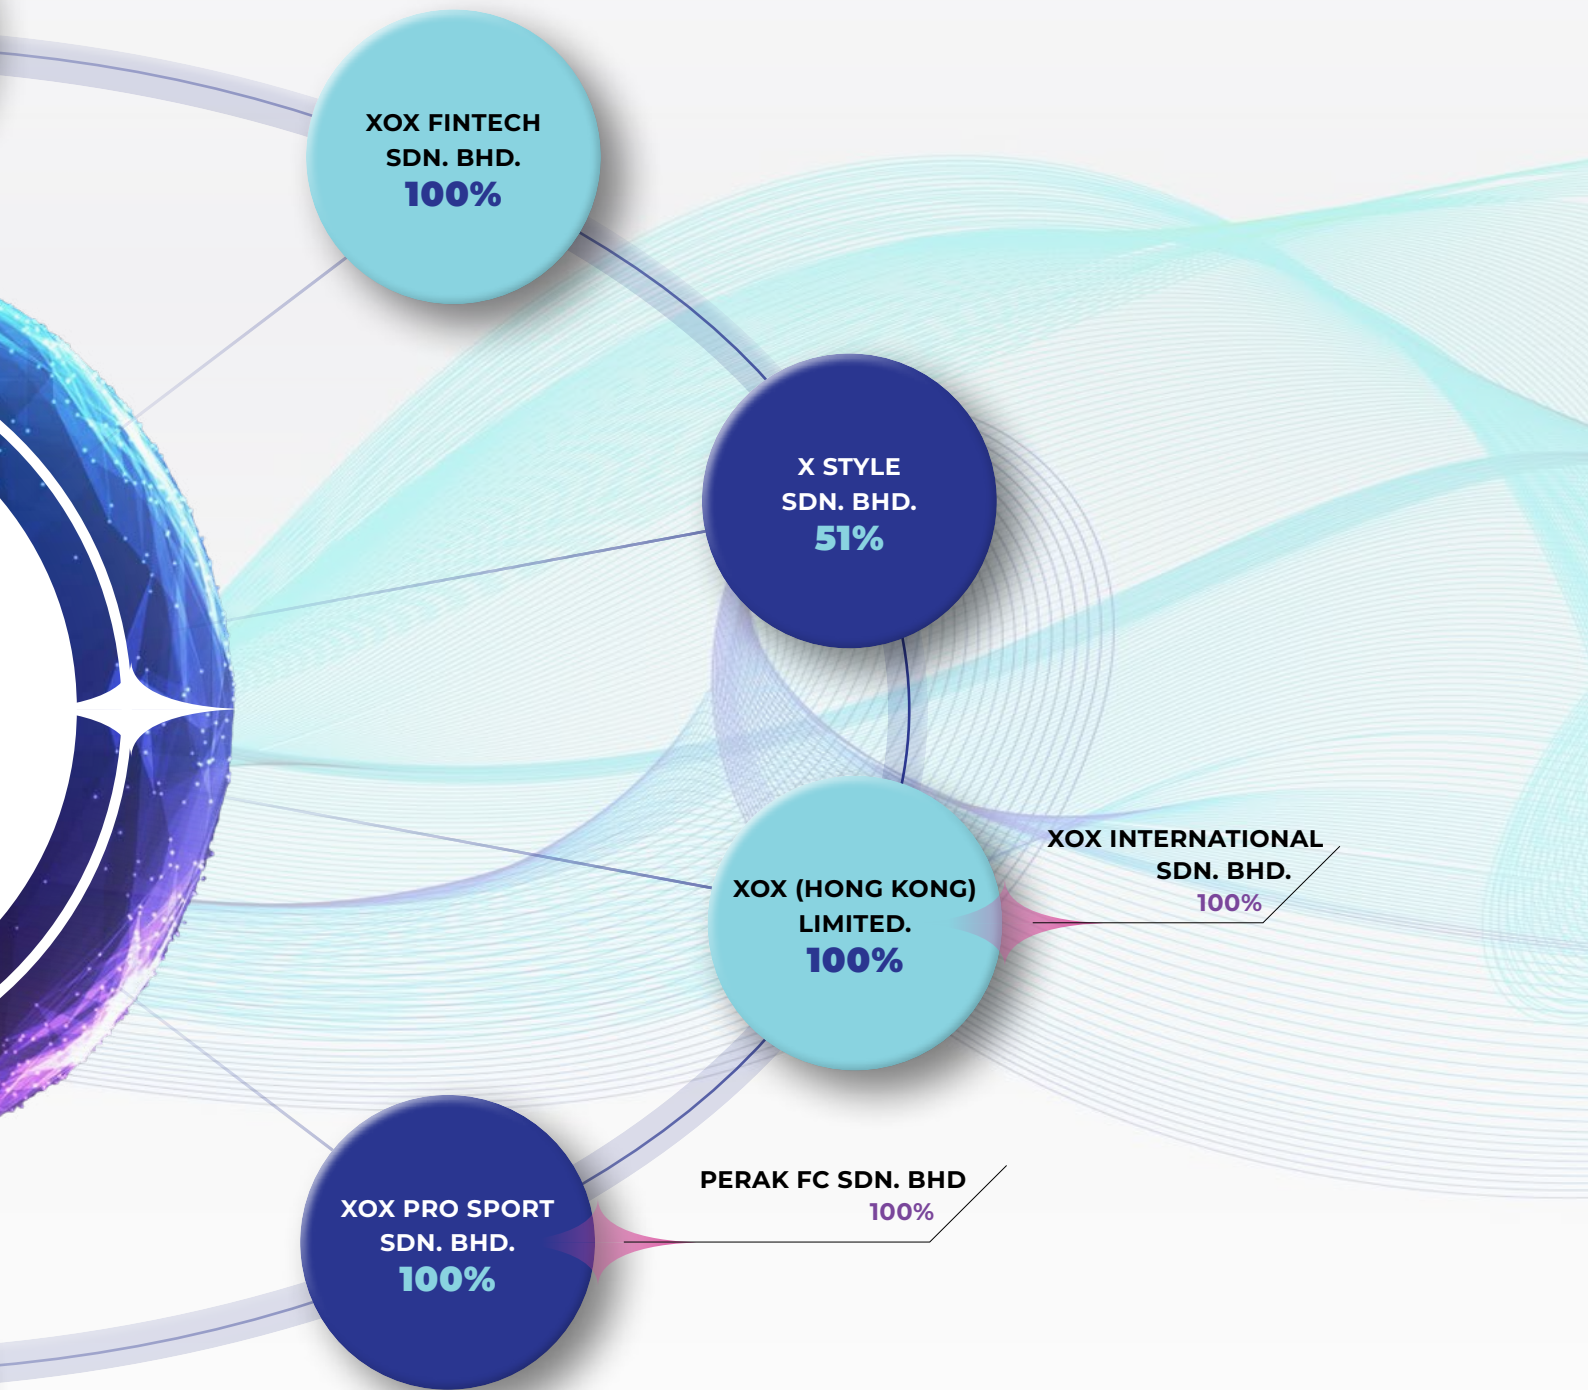 XOX FINTECH
SDN. BHD.
100%
X STYLE
SDN. BHD.
51%
XOX (HONG KONG)
LIMITED.
100%
XOX INTERNATIONAL
SDN. BHD.
100%
XOX PRO SPORT
SDN. BHD.
100%
PERAK FC SDN. BHD
100%